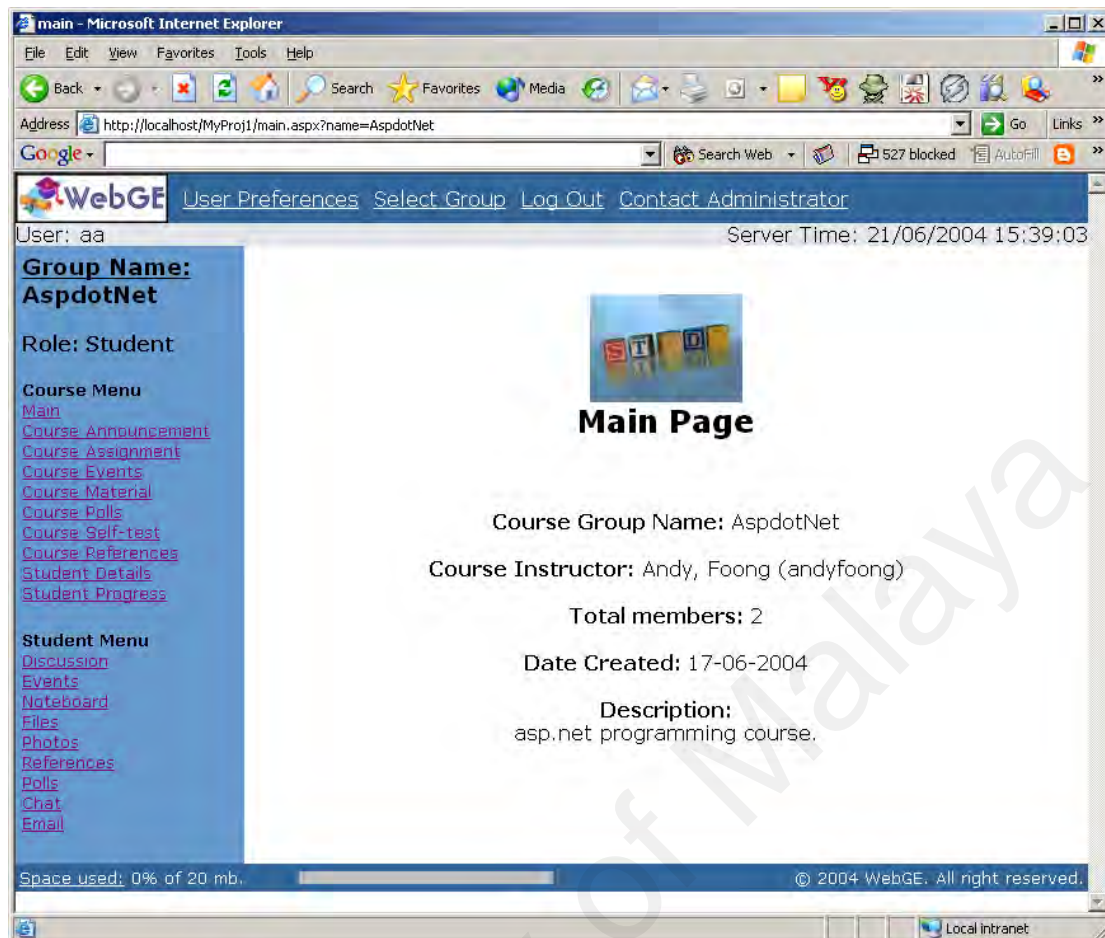 main - Microsoft Internet Explorer
File Edit View Favorites Tools Help
Back Search Favorites Media
Address http://localhost/MyProj1/main.aspx?name=AspdotNet Go Links
Google Search Web 527 blocked AutoFill
WebGE User Preferences Select Group Log Out Contact Administrator
User: aa Server Time: 21/06/2004 15:39:03
Group Name:
AspdotNet
Role: Student
Course Menu
Main
Course Announcement
Course Assignment
Course Events
Course Material
Course Polls
Course Self-test
Course References
Student Details
Student Progress
Student Menu
Discussion
Events
Noteboard
Files
Photos
References
Polls
Chat
Email
S T D
Main Page
Course Group Name: AspdotNet
Course Instructor: Andy, Foong (andyfoong)
Total members: 2
Date Created: 17-06-2004
Description:
asp.net programming course.
Space used: 0% of 20 mb. © 2004 WebGE. All right reserved.
Local intranet
of Malaya